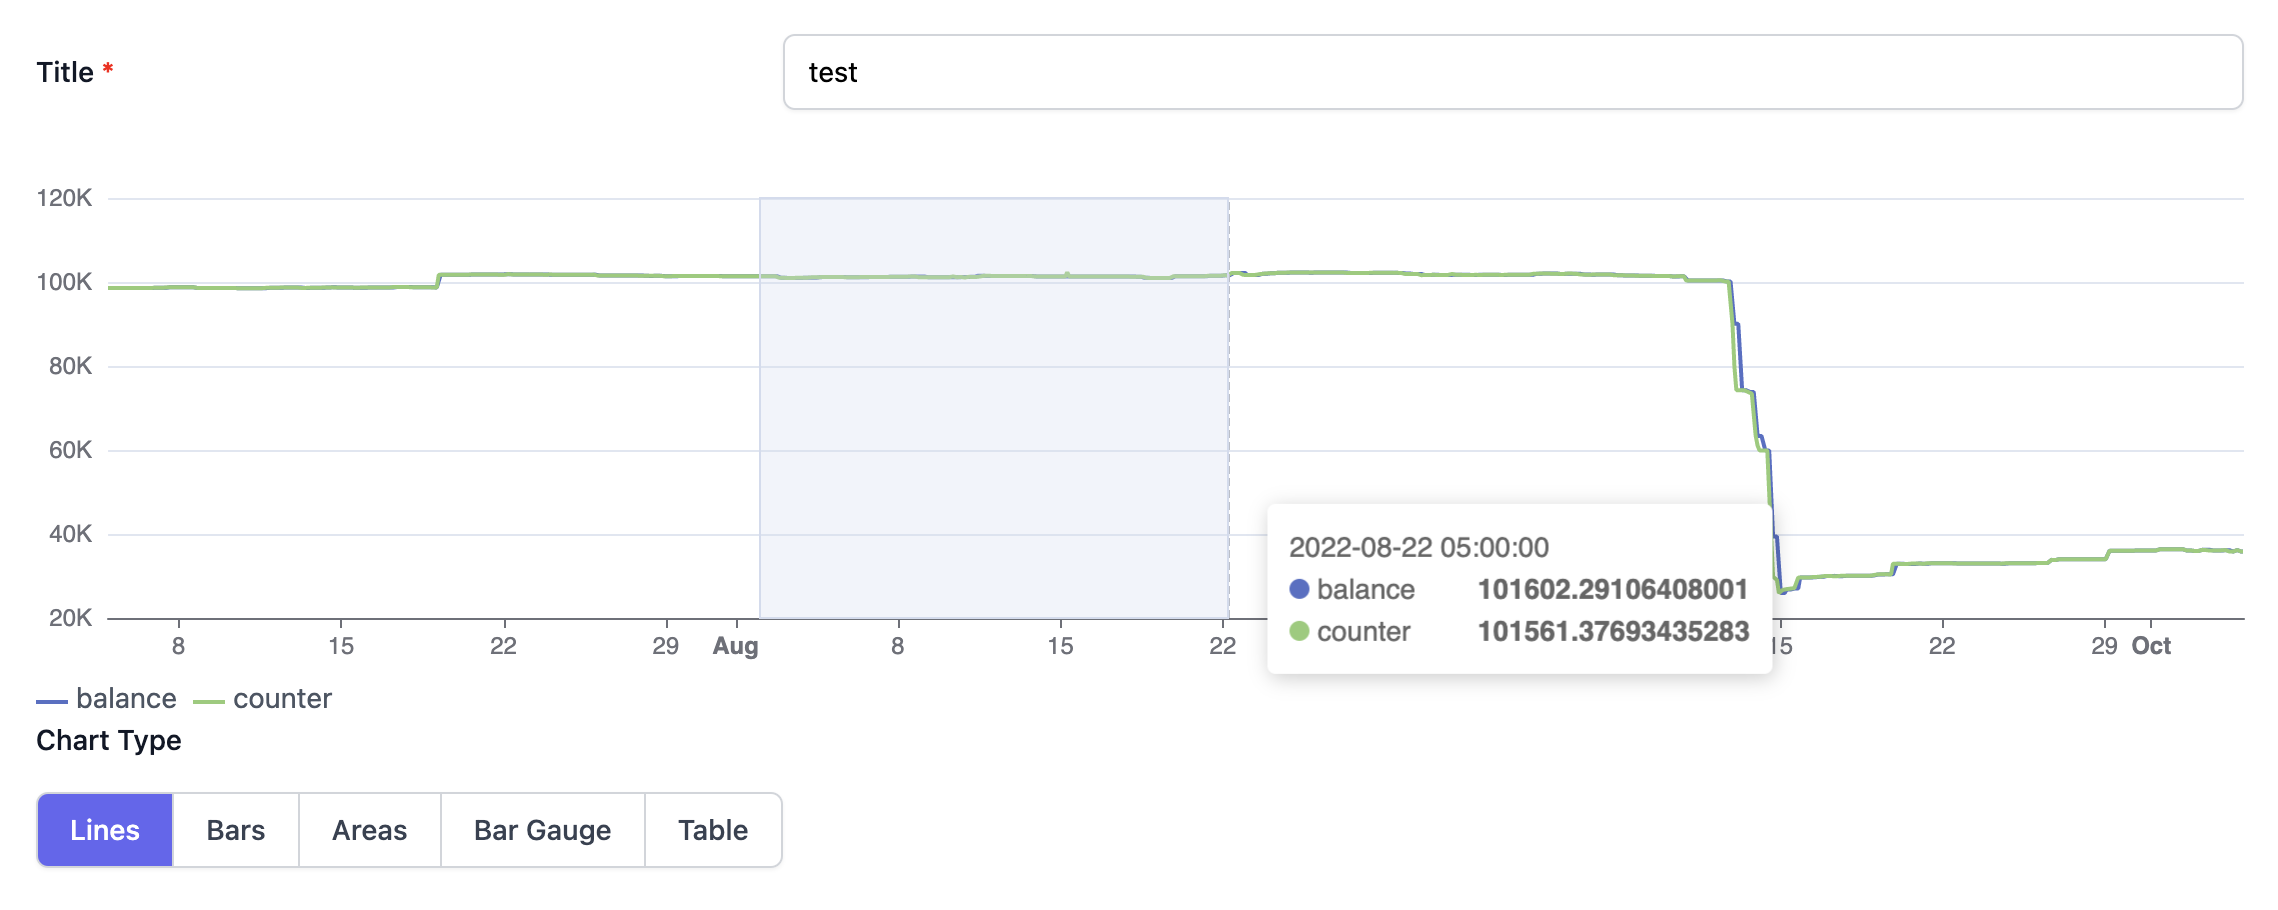 Title *
test
120K
100K
80K
60K
40K
20K
8 15 22 29 Aug 8 15 22 15 22 29 Oct
2022-08-22 05:00:00
balance 101602.29106408001
counter 101561.37693435283
balance counter
Chart Type
Lines Bars Areas Bar Gauge Table